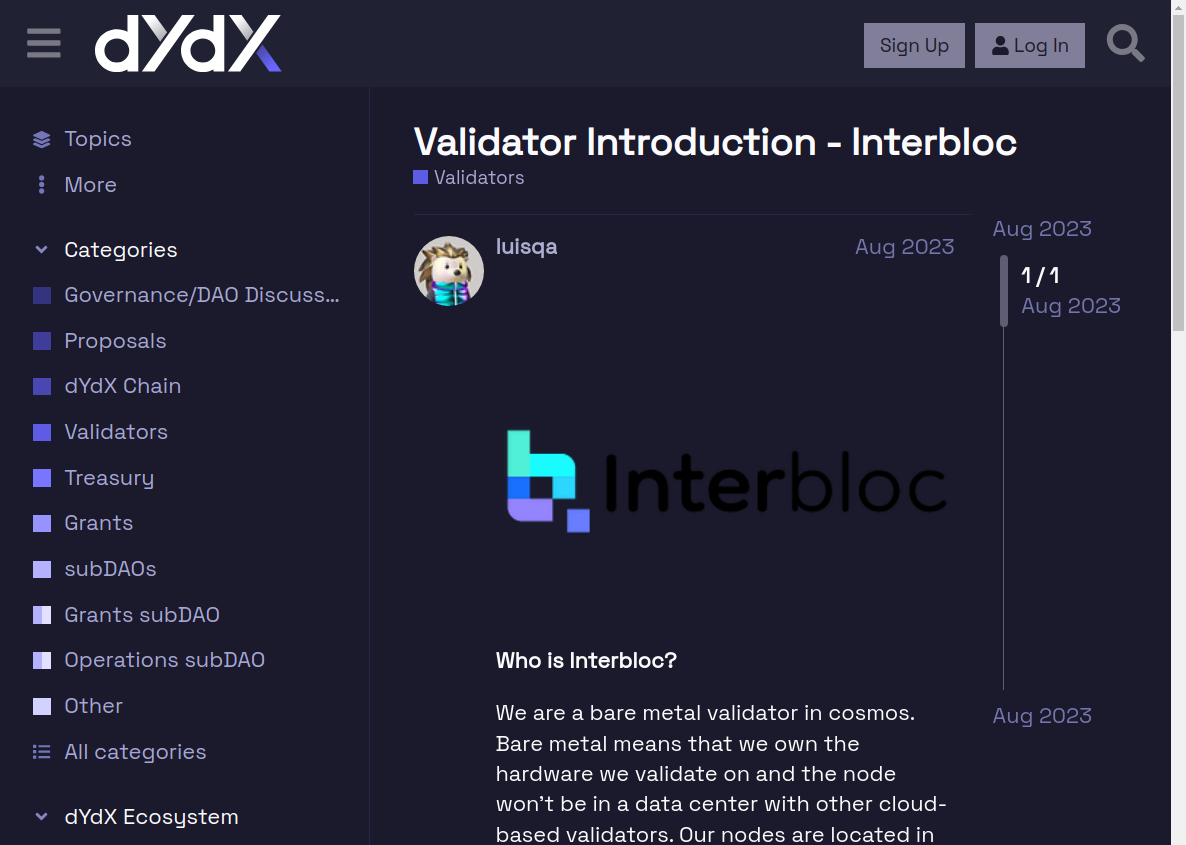 dYdX
Sign Up
Log In
Topics
More
Categories
Governance/DAO Discuss...
Proposals
dYdX Chain
Validators
Treasury
Grants
subDAOs
Grants subDAO
Operations subDAO
Other
All categories
dYdX Ecosystem
Validator Introduction - Interbloc
Validators
luisqa
Aug 2023
Interbloc
Who is Interbloc?
We are a bare metal validator in cosmos.
Bare metal means that we own the
hardware we validate on and the node
won't be in a data center with other cloud-
based validators. Our nodes are located in
Aug 2023
1 / 1
Aug 2023
Aug 2023